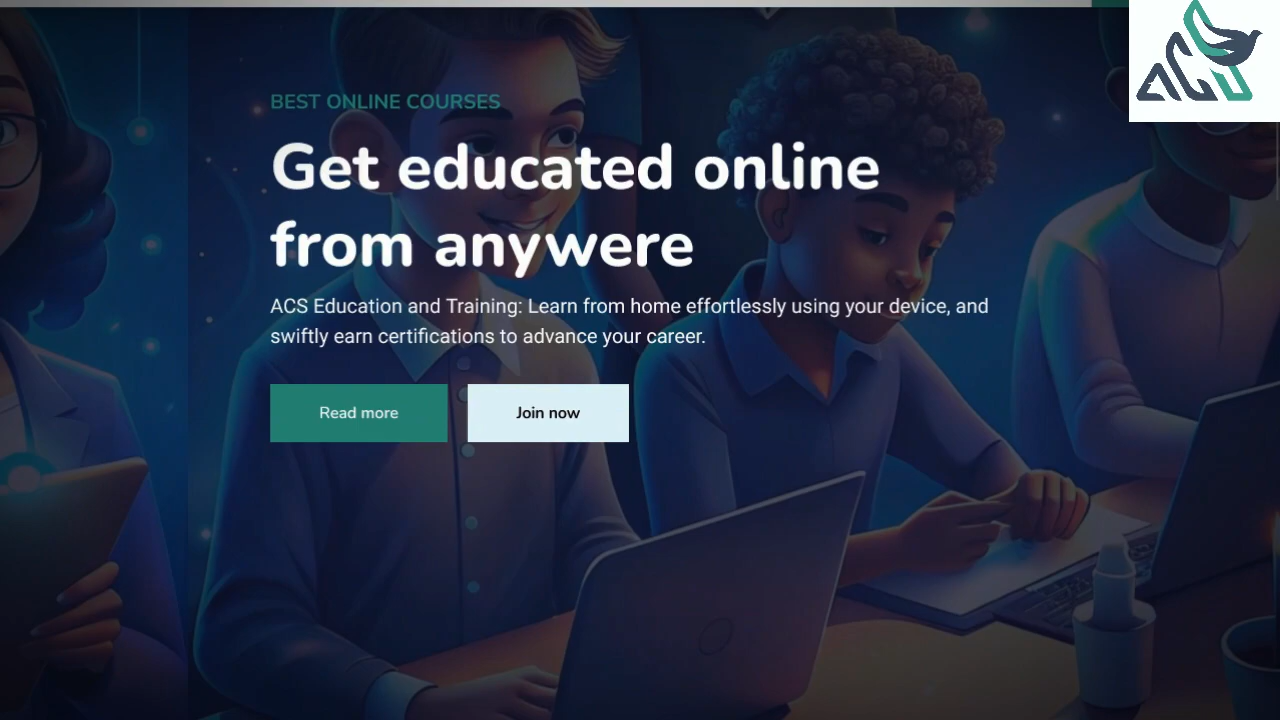 ACS
BEST ONLINE COURSES
Get educated online
from anywere
ACS Education and Training: Learn from home effortlessly using your device, and
swiftly earn certifications to advance your career.
Read more
Join now